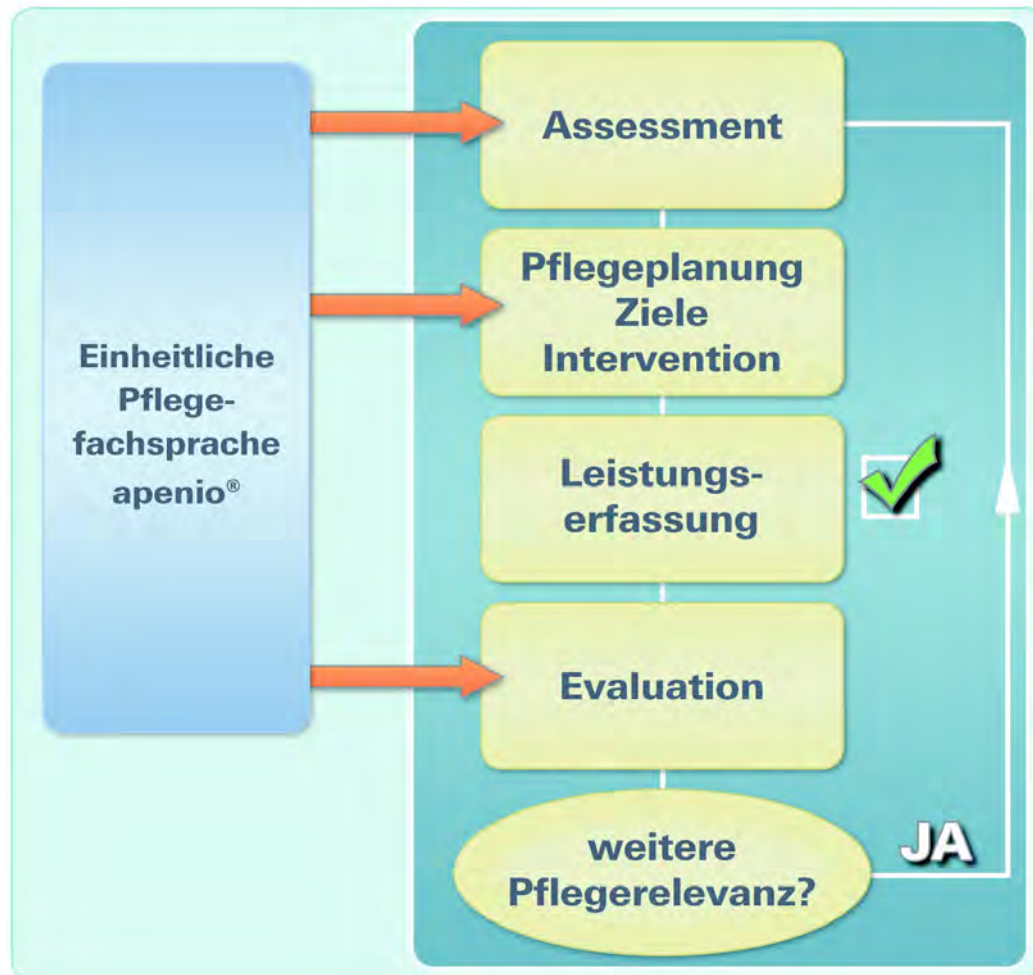 Einheitliche
Pflege-
fachsprache
apenio®
Assessment
Pflegeplanung
Ziele
Intervention
Leistungs-
erfassung
Evaluation
weitere
Pflegerelevanz?
JA